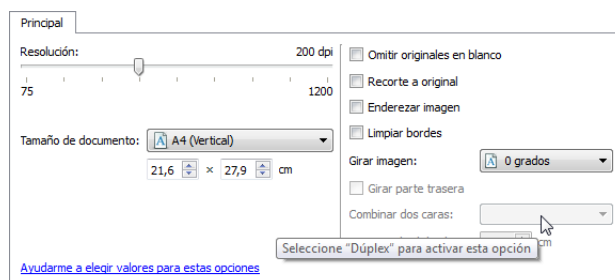 Principal
Resolución: 200 dpi
75 1200
Tamaño de documento: A4 (Vertical)
21,6 × 27,9 cm
Omitir originales en blanco
Recorte a original
Enderezar imagen
Limpiar bordes
Girar imagen: 0 grados
Girar parte trasera
Combinar dos caras:
cm
Seleccione "Dúplex" para activar esta opción
Ayudarme a elegir valores para estas opciones